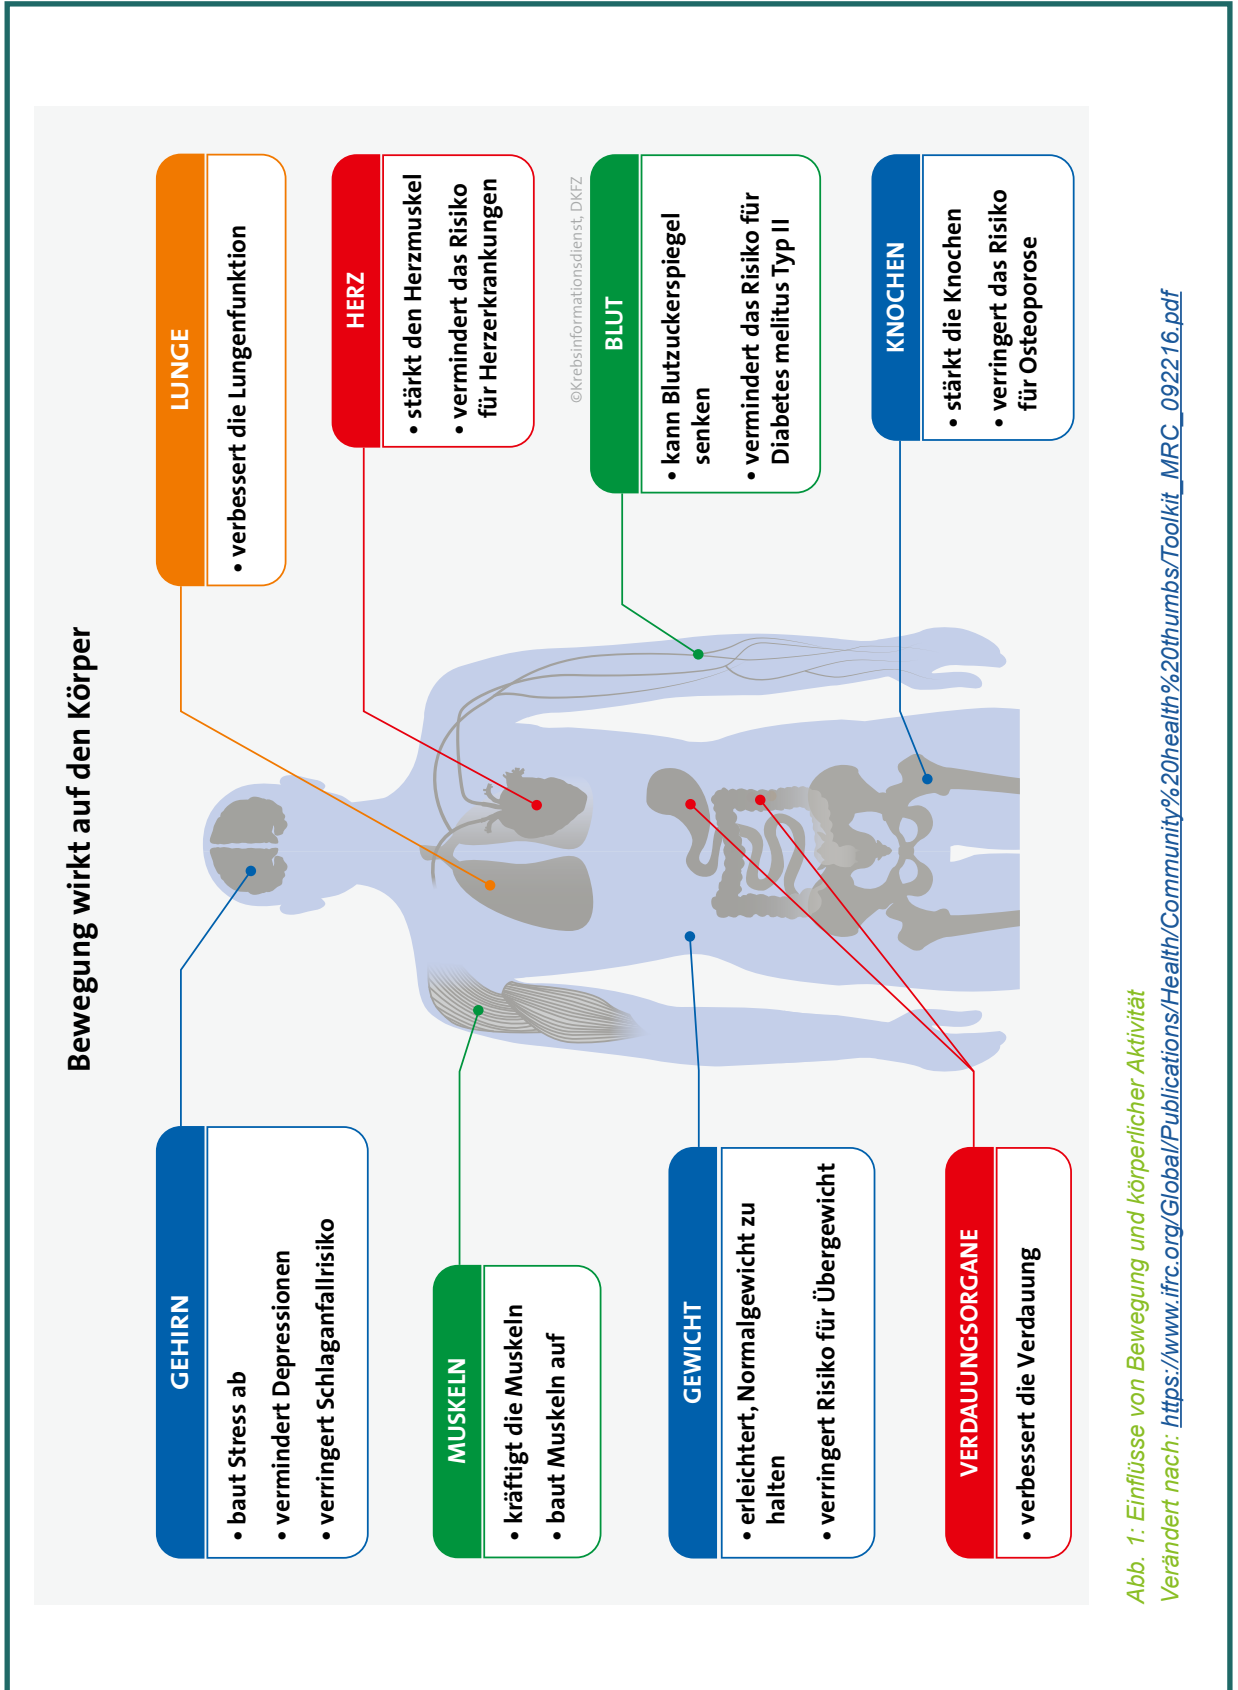 Bewegung wirkt auf den Körper
GEHIRN
• baut Stress ab
• vermindert Depressionen
• verringert Schlaganfallrisiko
MUSKELN
• kräftigt die Muskeln
• baut Muskeln auf
GEWICHT
• erleichtert, Normalgewicht zu
halten
• verringert Risiko für Übergewicht
VERDAUUNGSORGANE
• verbessert die Verdauung
LUNGE
• verbessert die Lungenfunktion
HERZ
• stärkt den Herzmuskel
• vermindert das Risiko
für Herzerkrankungen
©Krebsinformationsdienst, DKFZ
BLUT
• kann Blutzuckerspiegel
senken
• vermindert das Risiko für
Diabetes melitus Typ II
KNOCHEN
• stärkt die Knochen
• verringert das Risiko
für Osteoporose
Abb. 1: Einflüsse von Bewegung und körperlicher Aktivität
Verändert nach: https://www.ifrc.org/Global/Publications/Health/Community%20health%20thumbs/Toolkit_MRC_092216.pdf